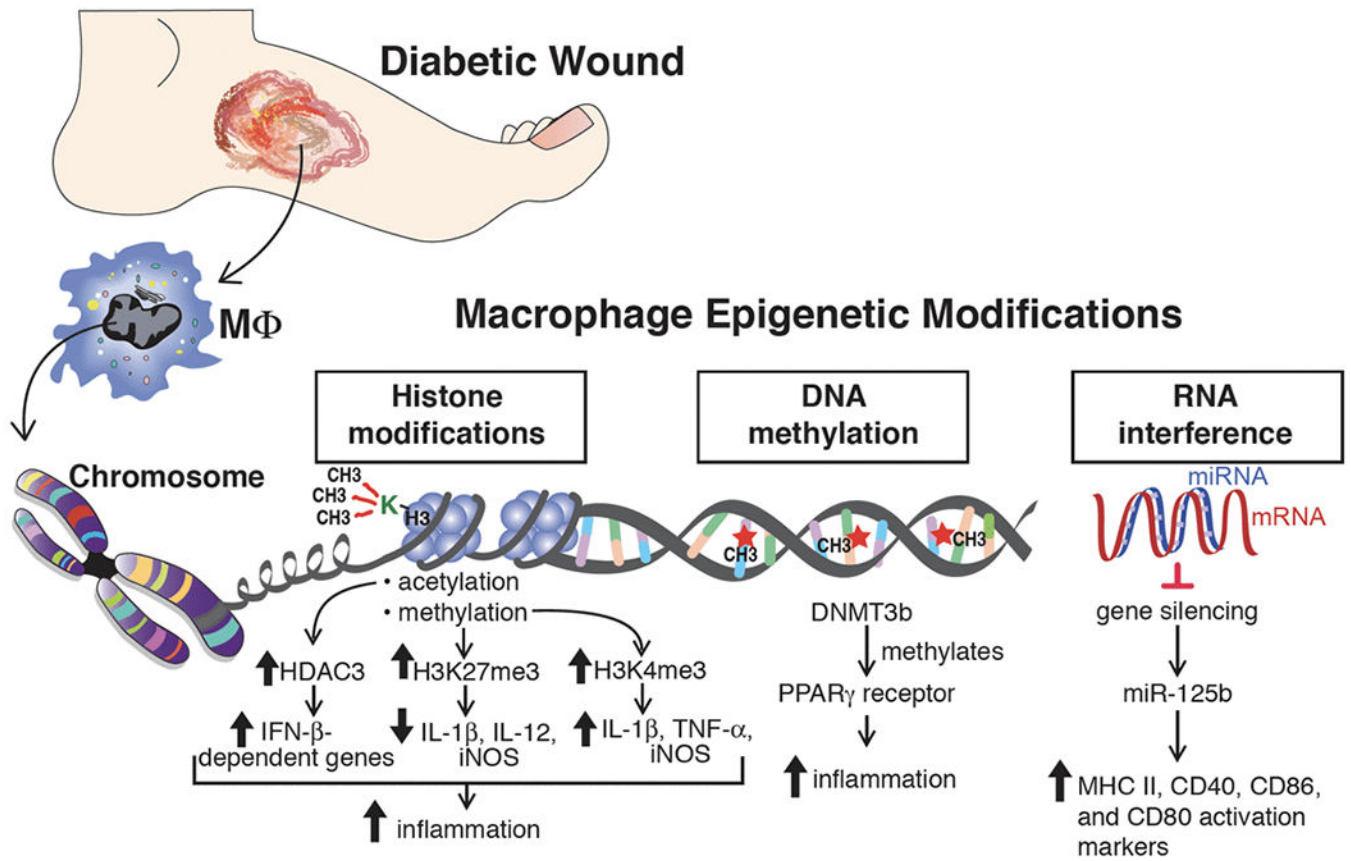 Diabetic Wound
MΦ
Macrophage Epigenetic Modifications
Chromosome
Histone
modifications
DNA
methylation
RNA
interference
CH3
CH3
CH3
K
H3
CH3
CH3
CH3
miRNA
mRNA
• acetylation
• methylation
HDAC3
H3K27me3
H3K4me3
IFN-β-
dependent genes
IL-1β, IL-12,
iNOS
IL-1β, TNF-α,
iNOS
inflammation
DNMT3b
methylates
PPARγ receptor
inflammation
gene silencing
miR-125b
MHC II, CD40, CD86,
and CD80 activation
markers